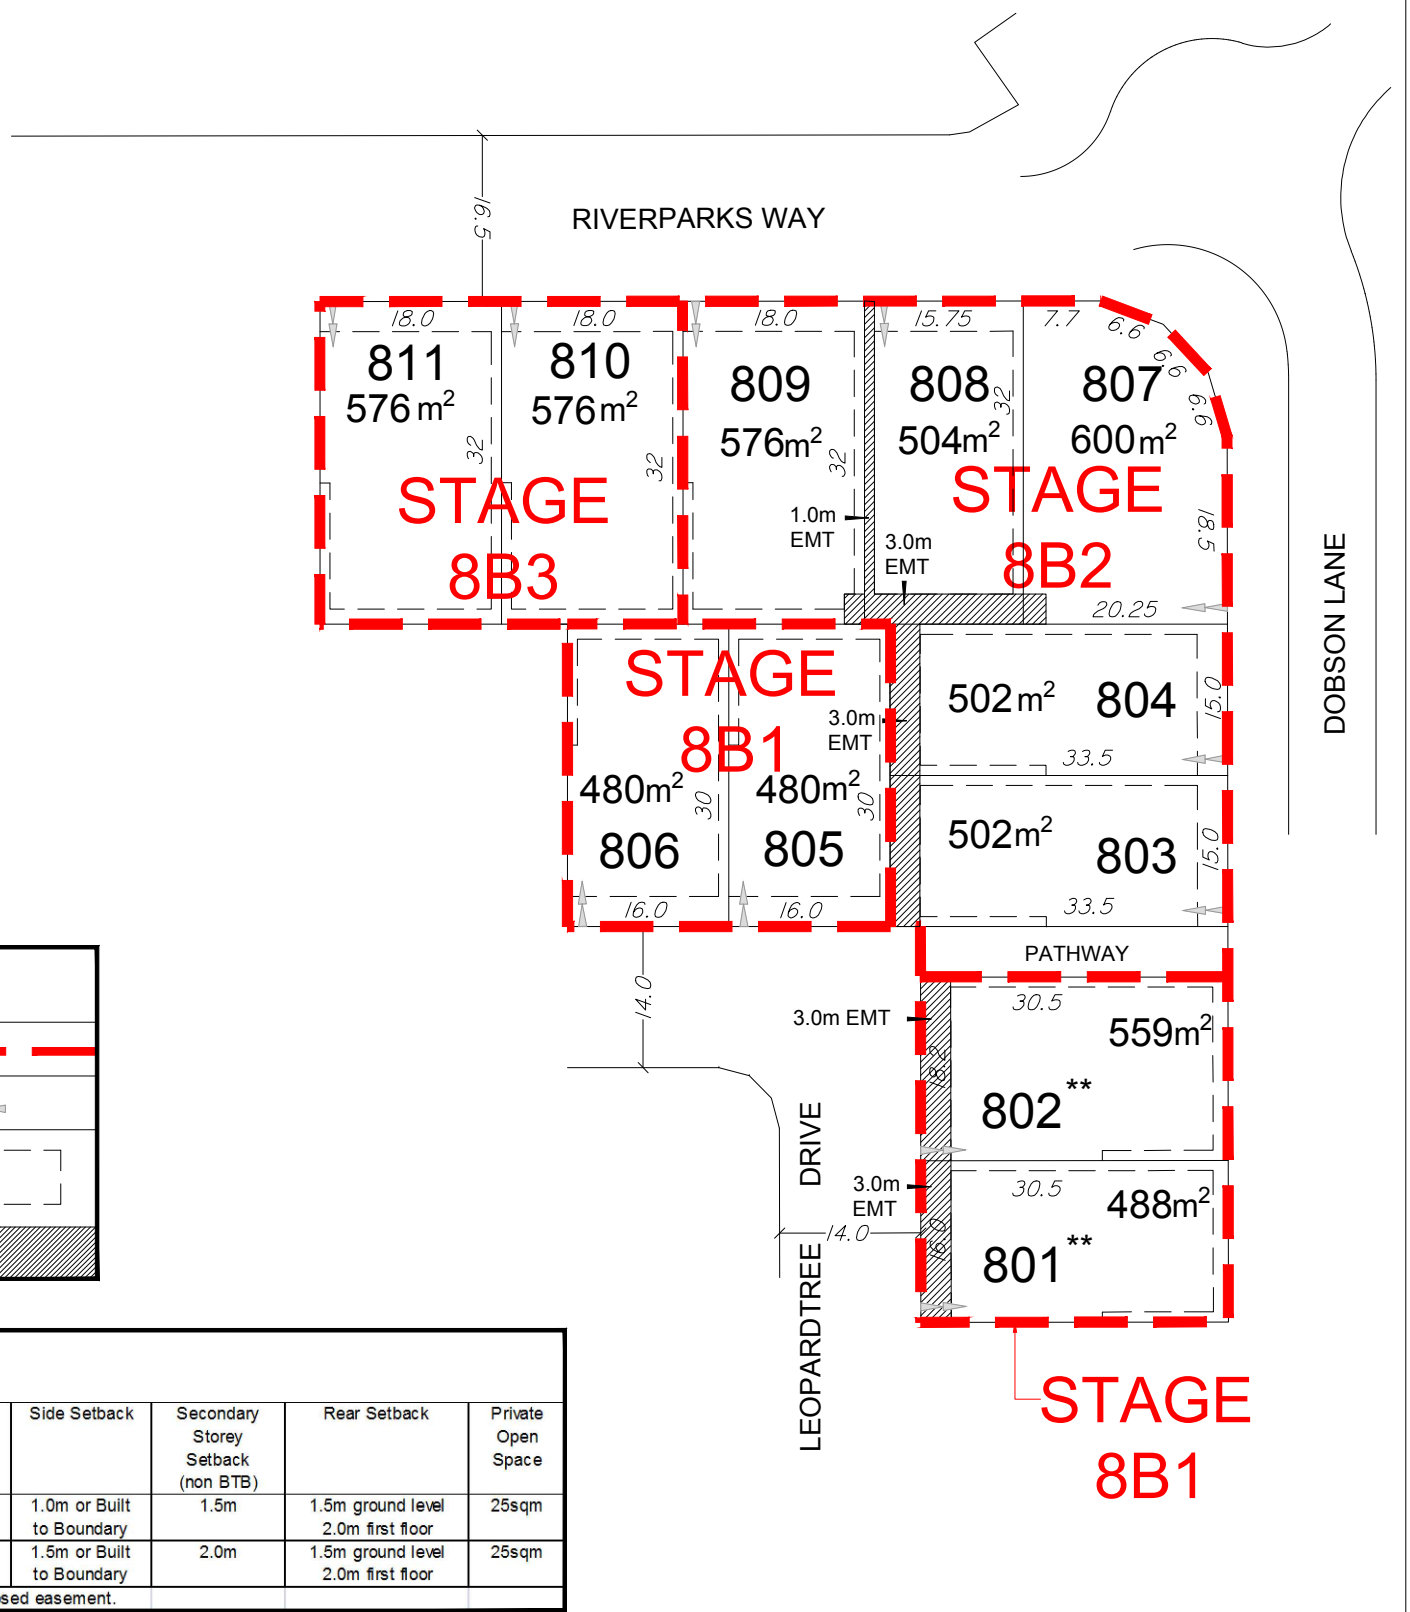 16.5
RIVERPARKS WAY
18.0
18.0
18.0
15.75
7.7
6.6
6.6
6.6
811
576 m²
32
810
576 m²
32
809
576m²
32
808
504m²
32
807
600m²
18.5
STAGE
8B3
STAGE
8B2
1.0m
EMT
3.0m
EMT
20.25
DOBSON LANE
STAGE
8B1
480m²
806
30
16.0
480m²
805
30
16.0
3.0m
EMT
502m²
804
15.0
33.5
502m²
803
15.0
33.5
PATHWAY
14.0
3.0m EMT
30.5
559m²
18.2
802**
3.0m
EMT
30.5
488m²
16.0
801**
14.0
LEOPARDTREE DRIVE
STAGE
8B1
Side Setback
Secondary
Storey
Setback
(non BTB)
Rear Setback
Private
Open
Space
1.0m or Built
to Boundary
1.5m
1.5m ground level
2.0m first floor
25sqm
1.5m or Built
to Boundary
2.0m
1.5m ground level
2.0m first floor
25sqm
sed easement.